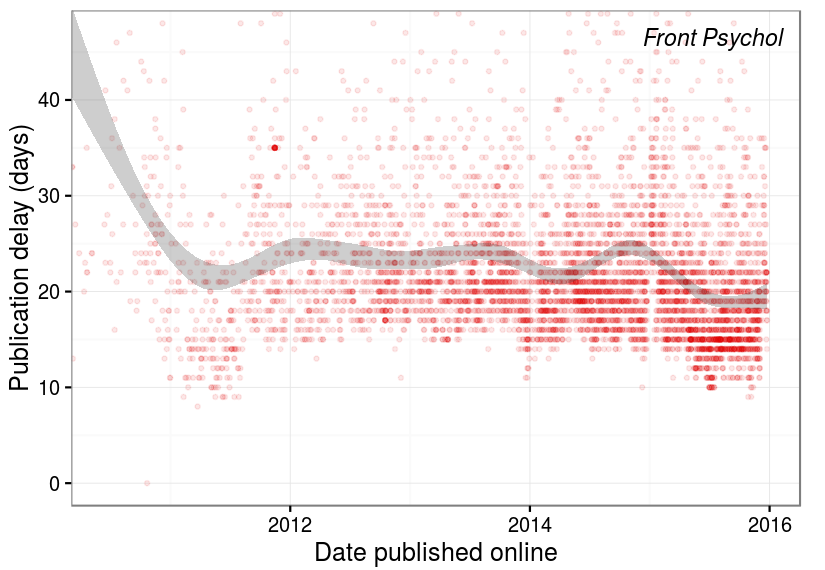 Front Psychol
40
30
20
10
0
Publication delay (days)
2012
2014
2016
Date published online